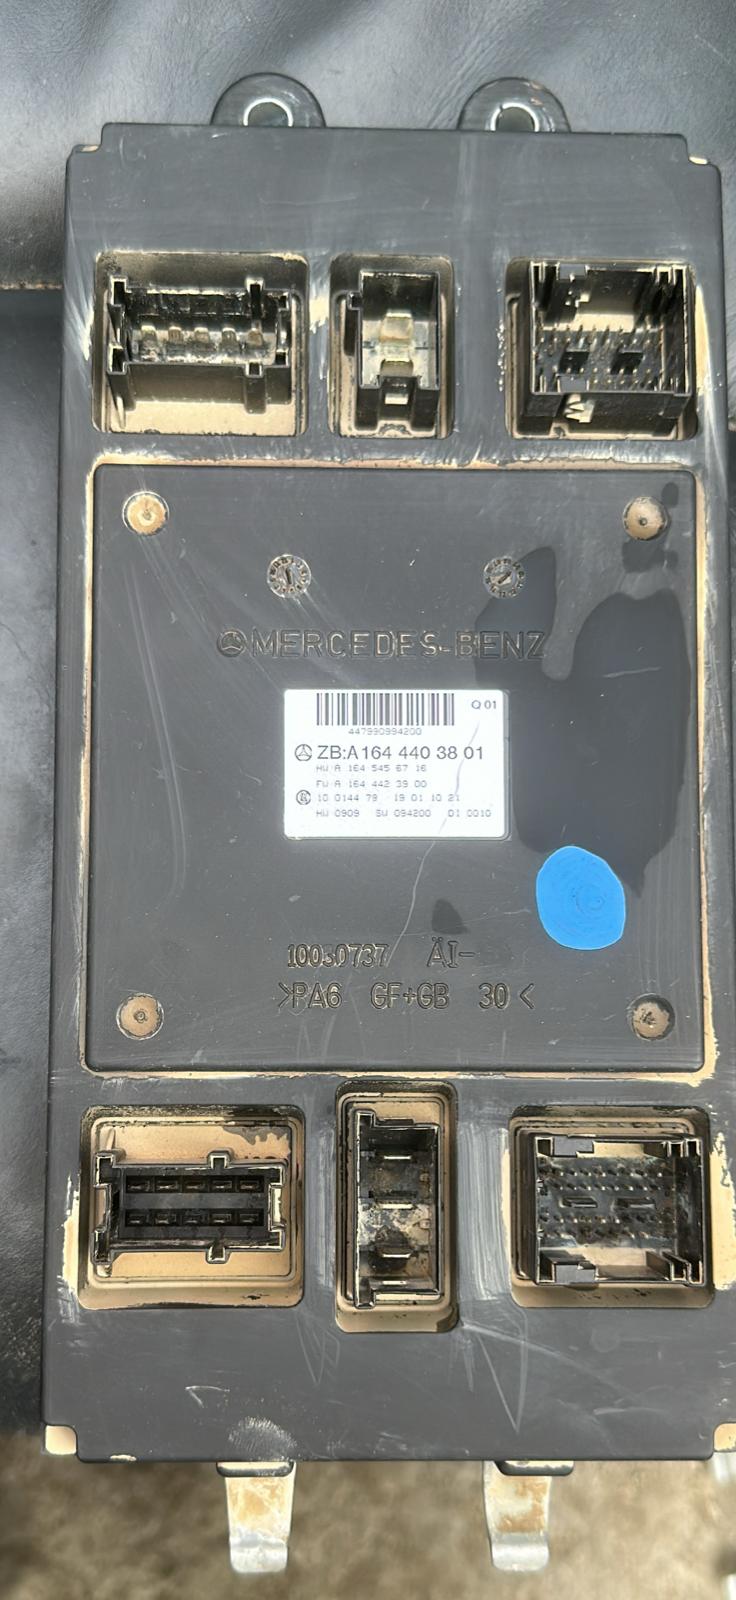 MERCEDES-BENZ
Q 01
447990994200
ZB:A 164 440 38 01
HW A 164 545 67 16
FW A 164 442 39 00
10 0144 79 19 01 10 21
HW 0909 SW 094200 01 0010
10030737 ÄI-
>PA6 GF+GB 30<